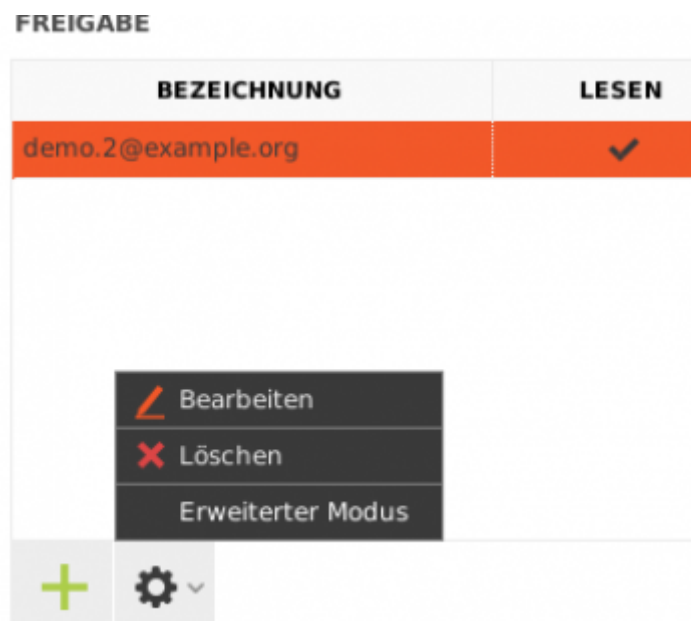 FREIGABE
BEZEICHNUNG LESEN
demo.2@example.org
Bearbeiten
Löschen
Erweiterter Modus